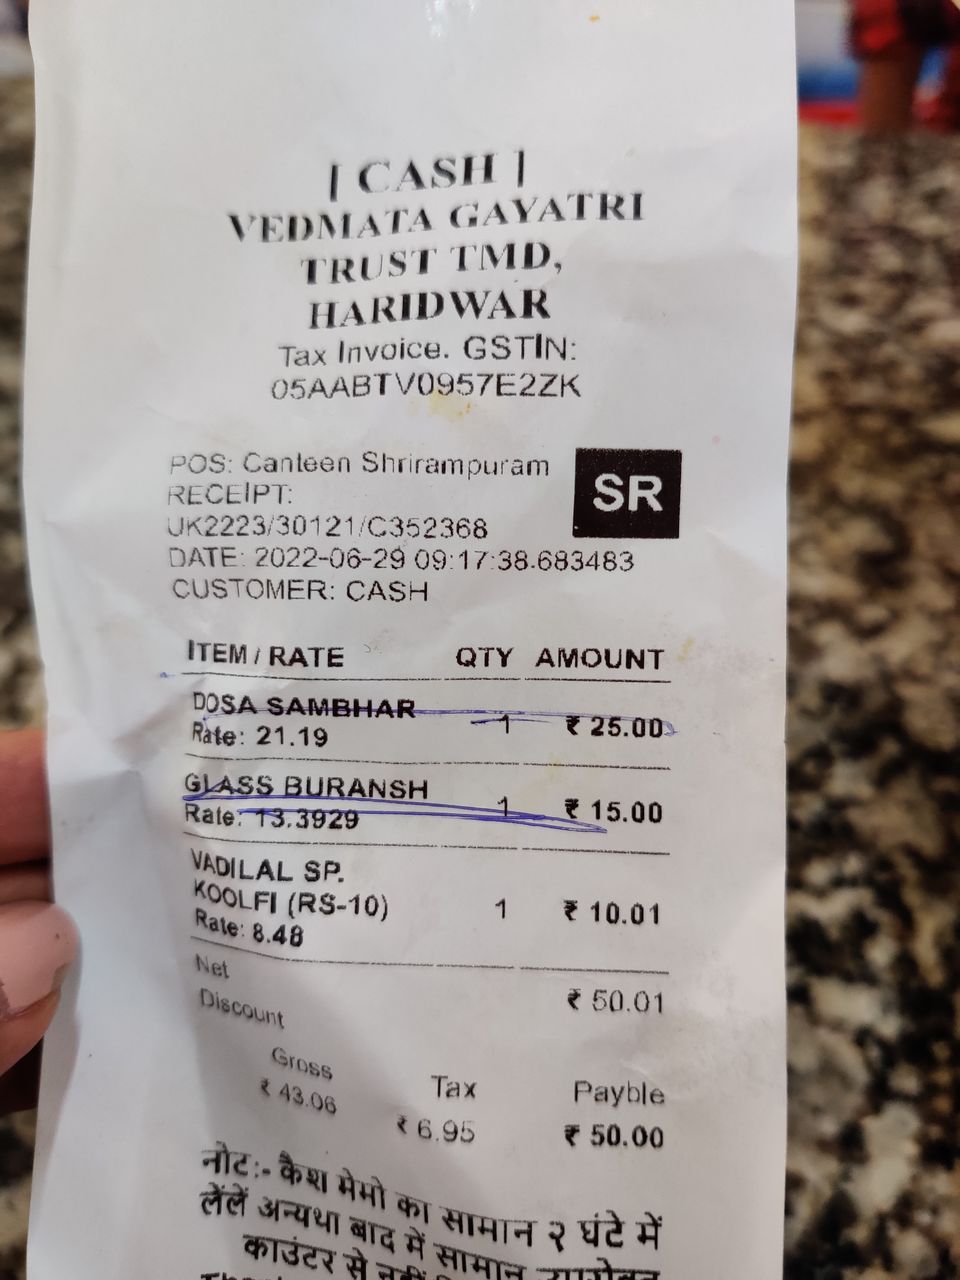 [ CASH ]
VEDMATA GAYATRI
TRUST TMD,
HARIDWAR
Tax Invoice. GSTIN:
05AABTV0957E2ZK
POS: Canteen Shrirampuram
SR
RECEIPT:
UK2223/30121/C352368
DATE: 2022-06-29 09:17:38.683483
CUSTOMER: CASH
ITEM / RATE QTY AMOUNT
DOSA SAMBHAR
Rate: 21.19 1 ₹ 25.00
GLASS BURANSH
Rate: 13.3929 1 ₹ 15.00
VADILAL SP.
KOOLFI (RS-10) 1 ₹ 10.01
Rate: 8.48
Net ₹ 50.01
Discount
Gross Tax Payble
₹ 43.06 ₹ 6.95 ₹ 50.00
नोट:- कैश मेमो का सामान २ घंटे में
लेंलें अन्यथा बाद में सामान
काउंटर से